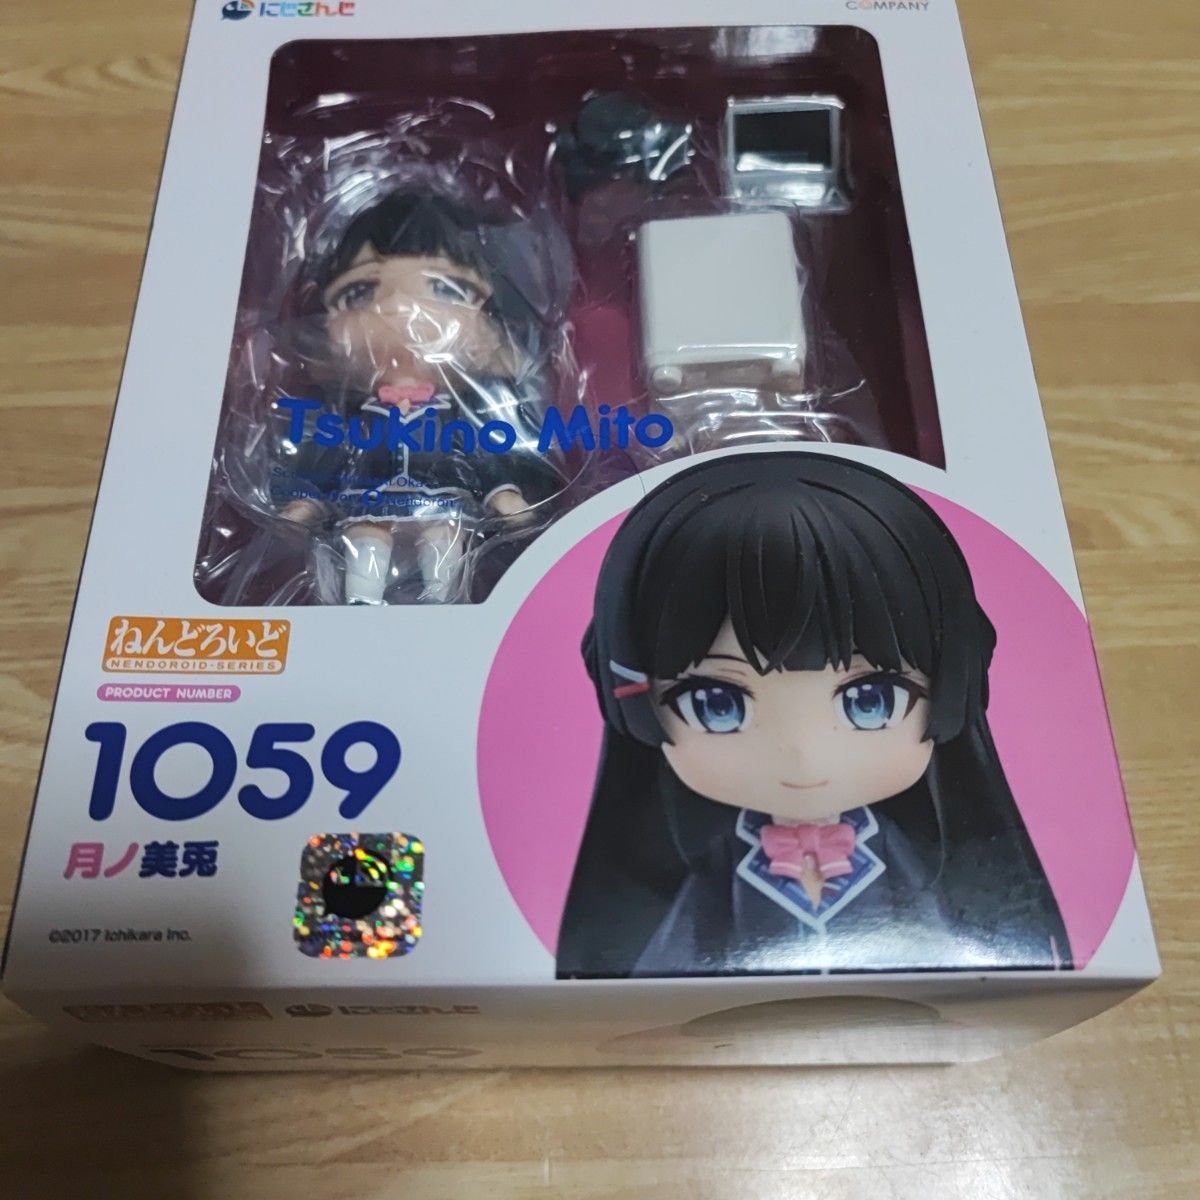 にじさんじ
COMPANY
Tsukino Mito
ねんどろいど
NENDOROID·SERIES
PRODUCT NUMBER
1059
月ノ美兎
©2017 Ichikara Inc.
にじさんじ
1059